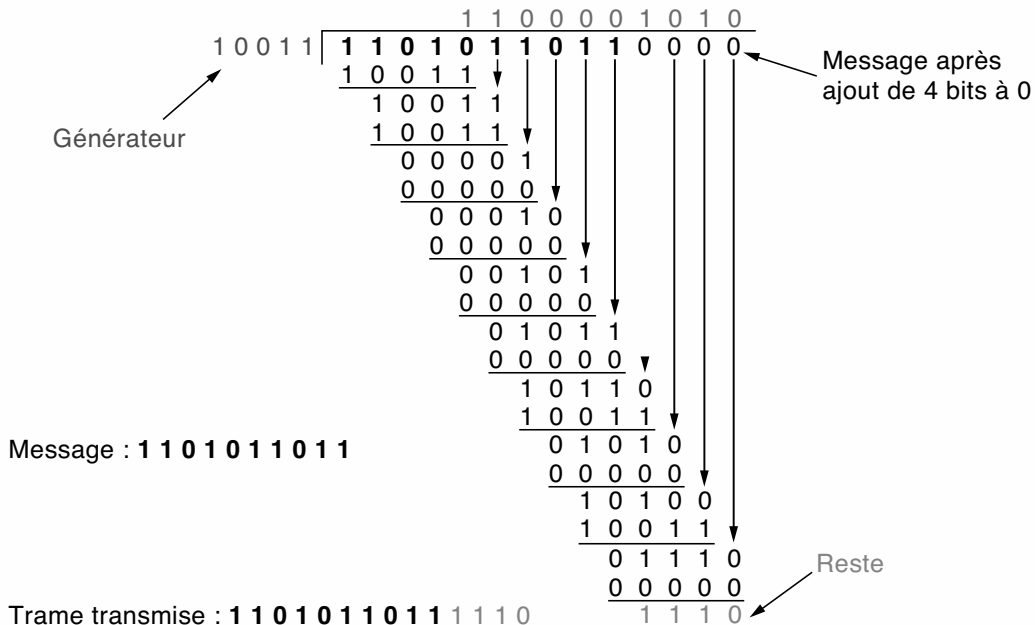 1 1 0 0 0 0 1 0 1 0
1 0 0 1 1 1 1 0 1 0 1 1 0 1 1 0 0 0 0
Message après
ajout de 4 bits à 0
1 0 0 1 1
1 0 0 1 1
Générateur
1 0 0 1 1
0 0 0 0 1
0 0 0 0 0
0 0 0 1 0
0 0 0 0 0
0 0 1 0 1
0 0 0 0 0
0 1 0 1 1
0 0 0 0 0
1 0 1 1 0
1 0 0 1 1
Message : 1 1 0 1 0 1 1 0 1 1
0 1 0 1 0
0 0 0 0 0
1 0 1 0 0
1 0 0 1 1
0 1 1 1 0
Reste
0 0 0 0 0
Trame transmise : 1 1 0 1 0 1 1 0 1 1 1 1 1 0
1 1 1 0